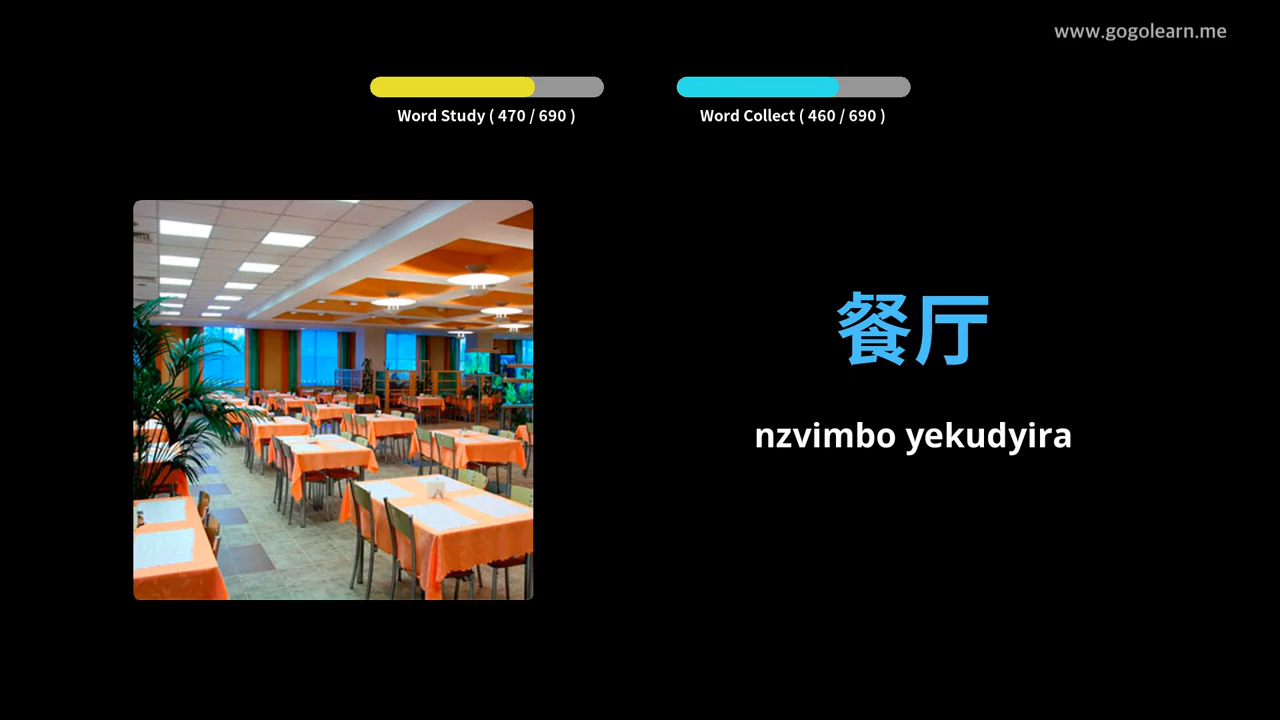 www.gogolearn.me
Word Study ( 470 / 690 )
Word Collect ( 460 / 690 )
餐厅
nzvimbo yekudyira